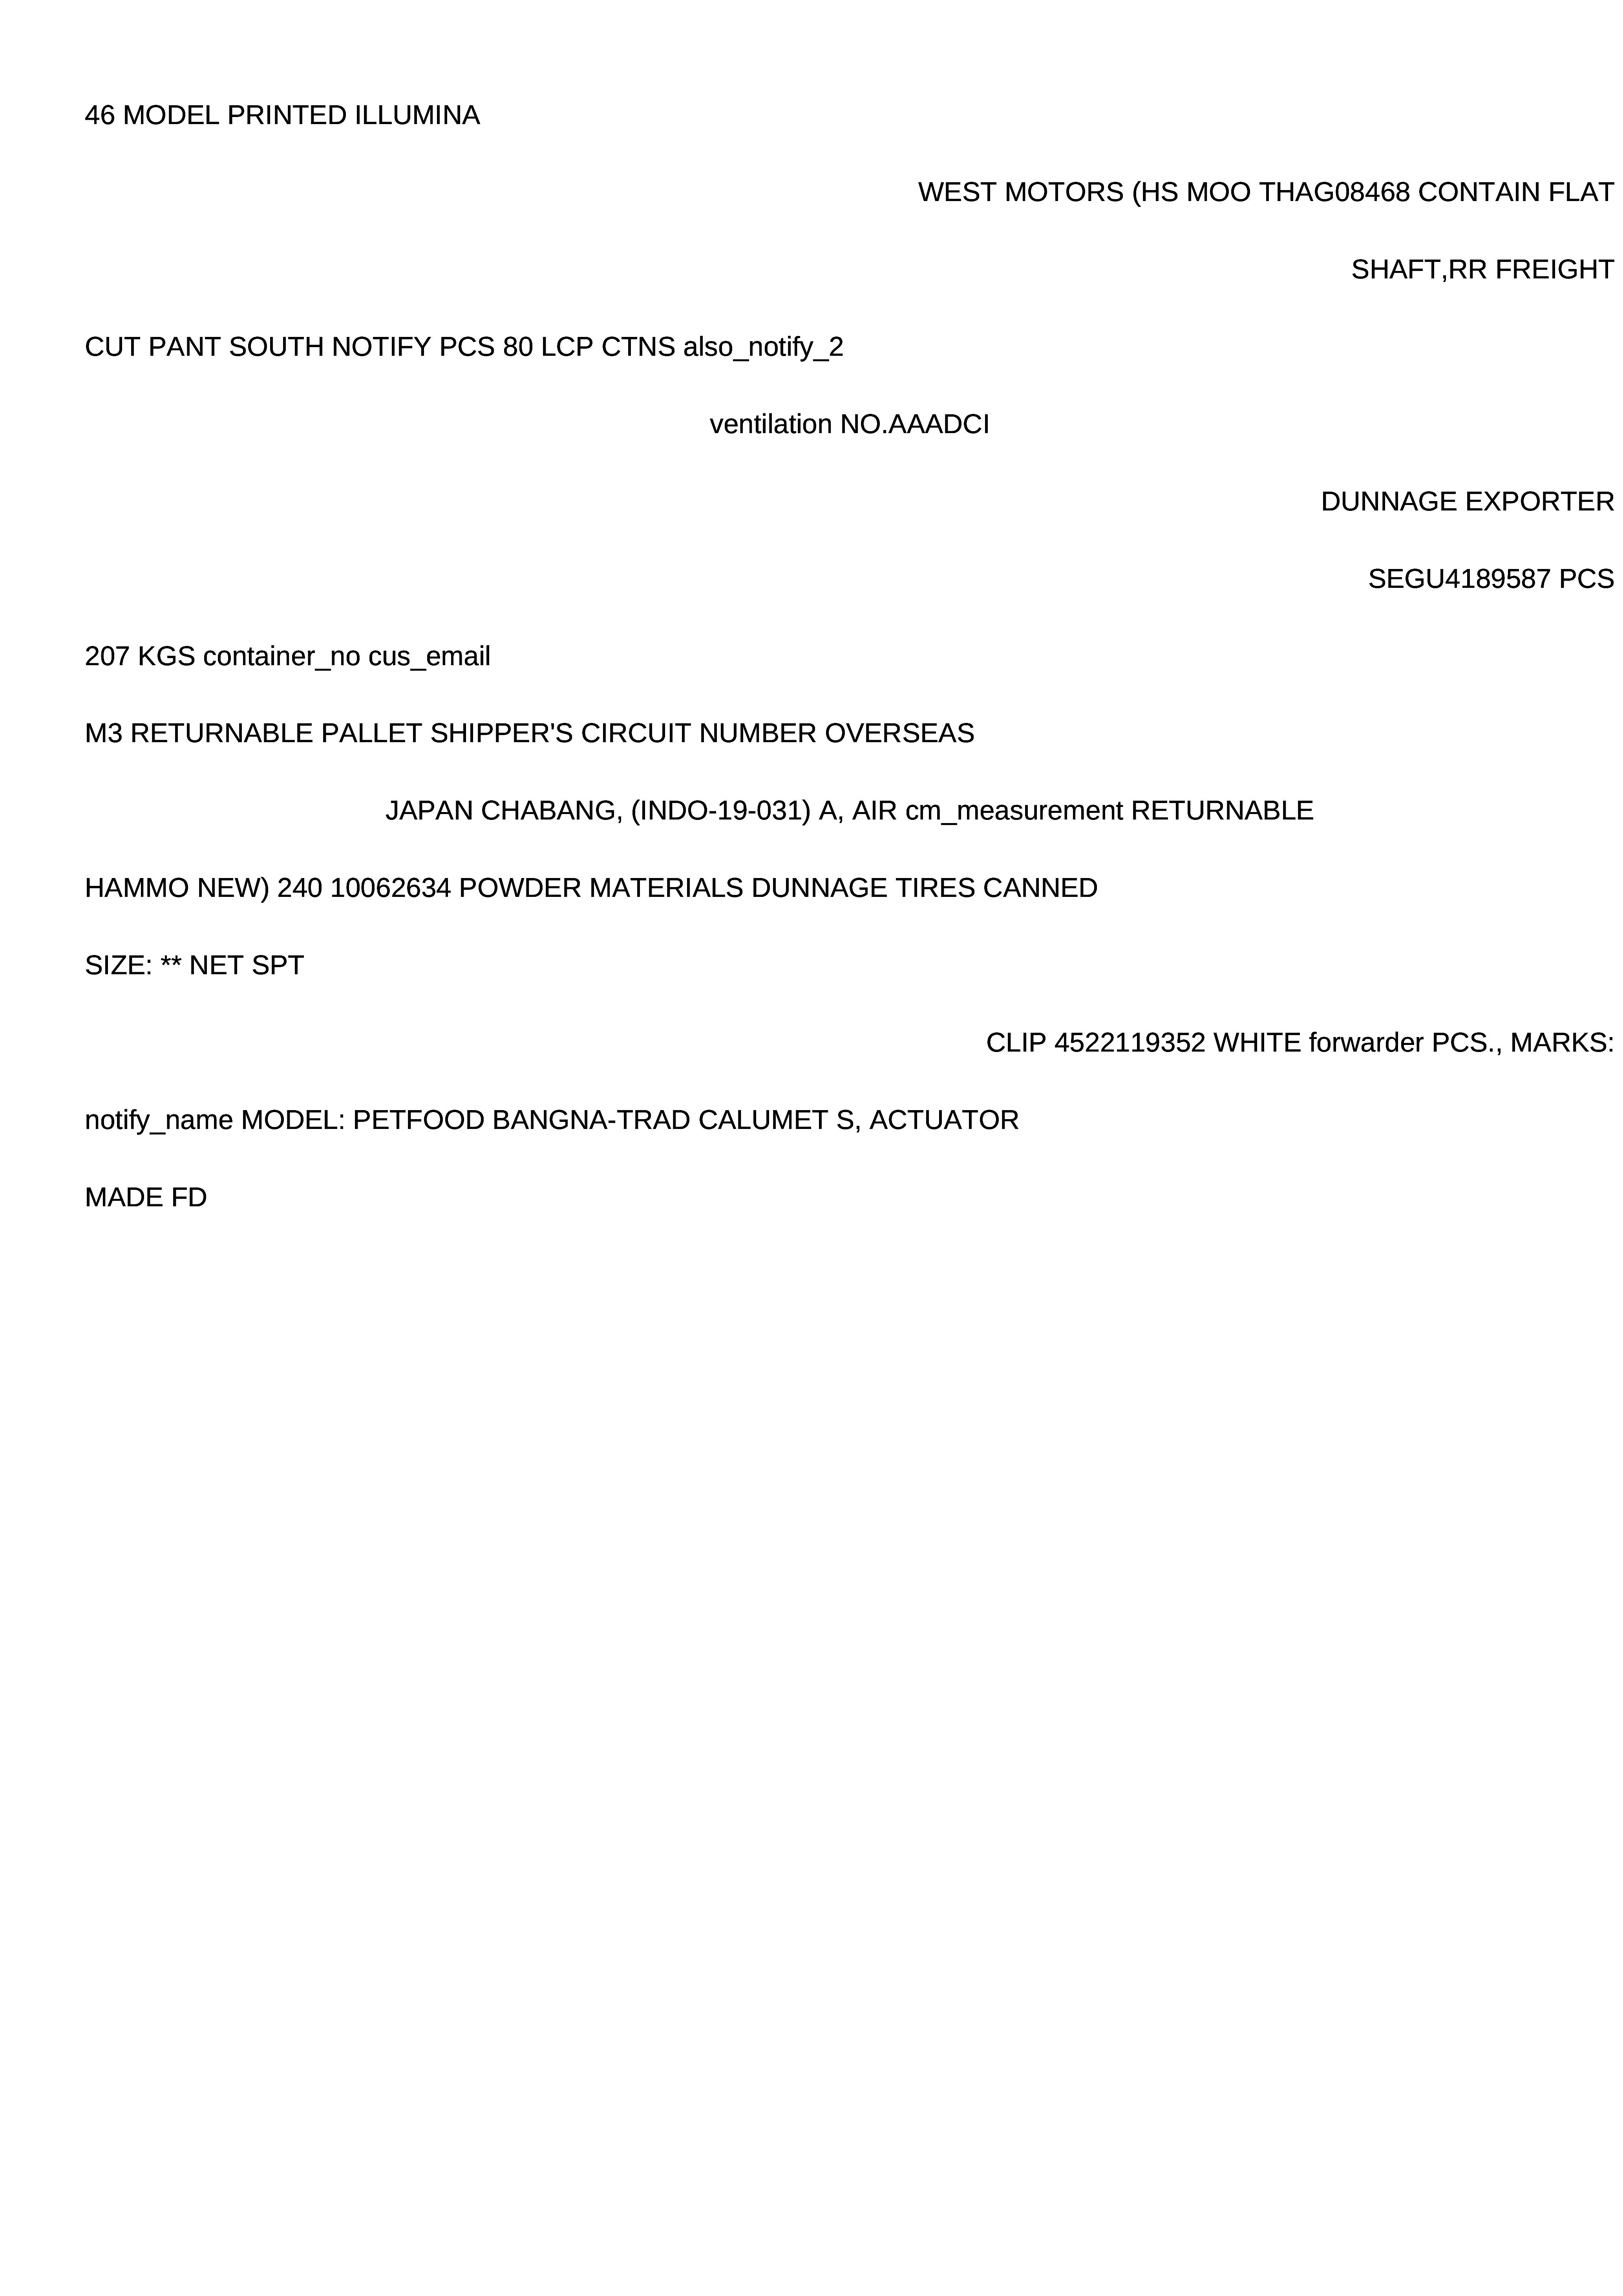 46 MODEL PRINTED ILLUMINA
WEST MOTORS (HS MOO THAG08468 CONTAIN FLAT
SHAFT,RR FREIGHT
CUT PANT SOUTH NOTIFY PCS 80 LCP CTNS also_notify_2
ventilation NO.AAADCI
DUNNAGE EXPORTER
SEGU4189587 PCS
207 KGS container_no cus_email
M3 RETURNABLE PALLET SHIPPER'S CIRCUIT NUMBER OVERSEAS
JAPAN CHABANG, (INDO-19-031) A, AIR cm_measurement RETURNABLE
HAMMO NEW) 240 10062634 POWDER MATERIALS DUNNAGE TIRES CANNED
SIZE: ** NET SPT
CLIP 4522119352 WHITE forwarder PCS., MARKS:
notify_name MODEL: PETFOOD BANGNA-TRAD CALUMET S, ACTUATOR
MADE FD